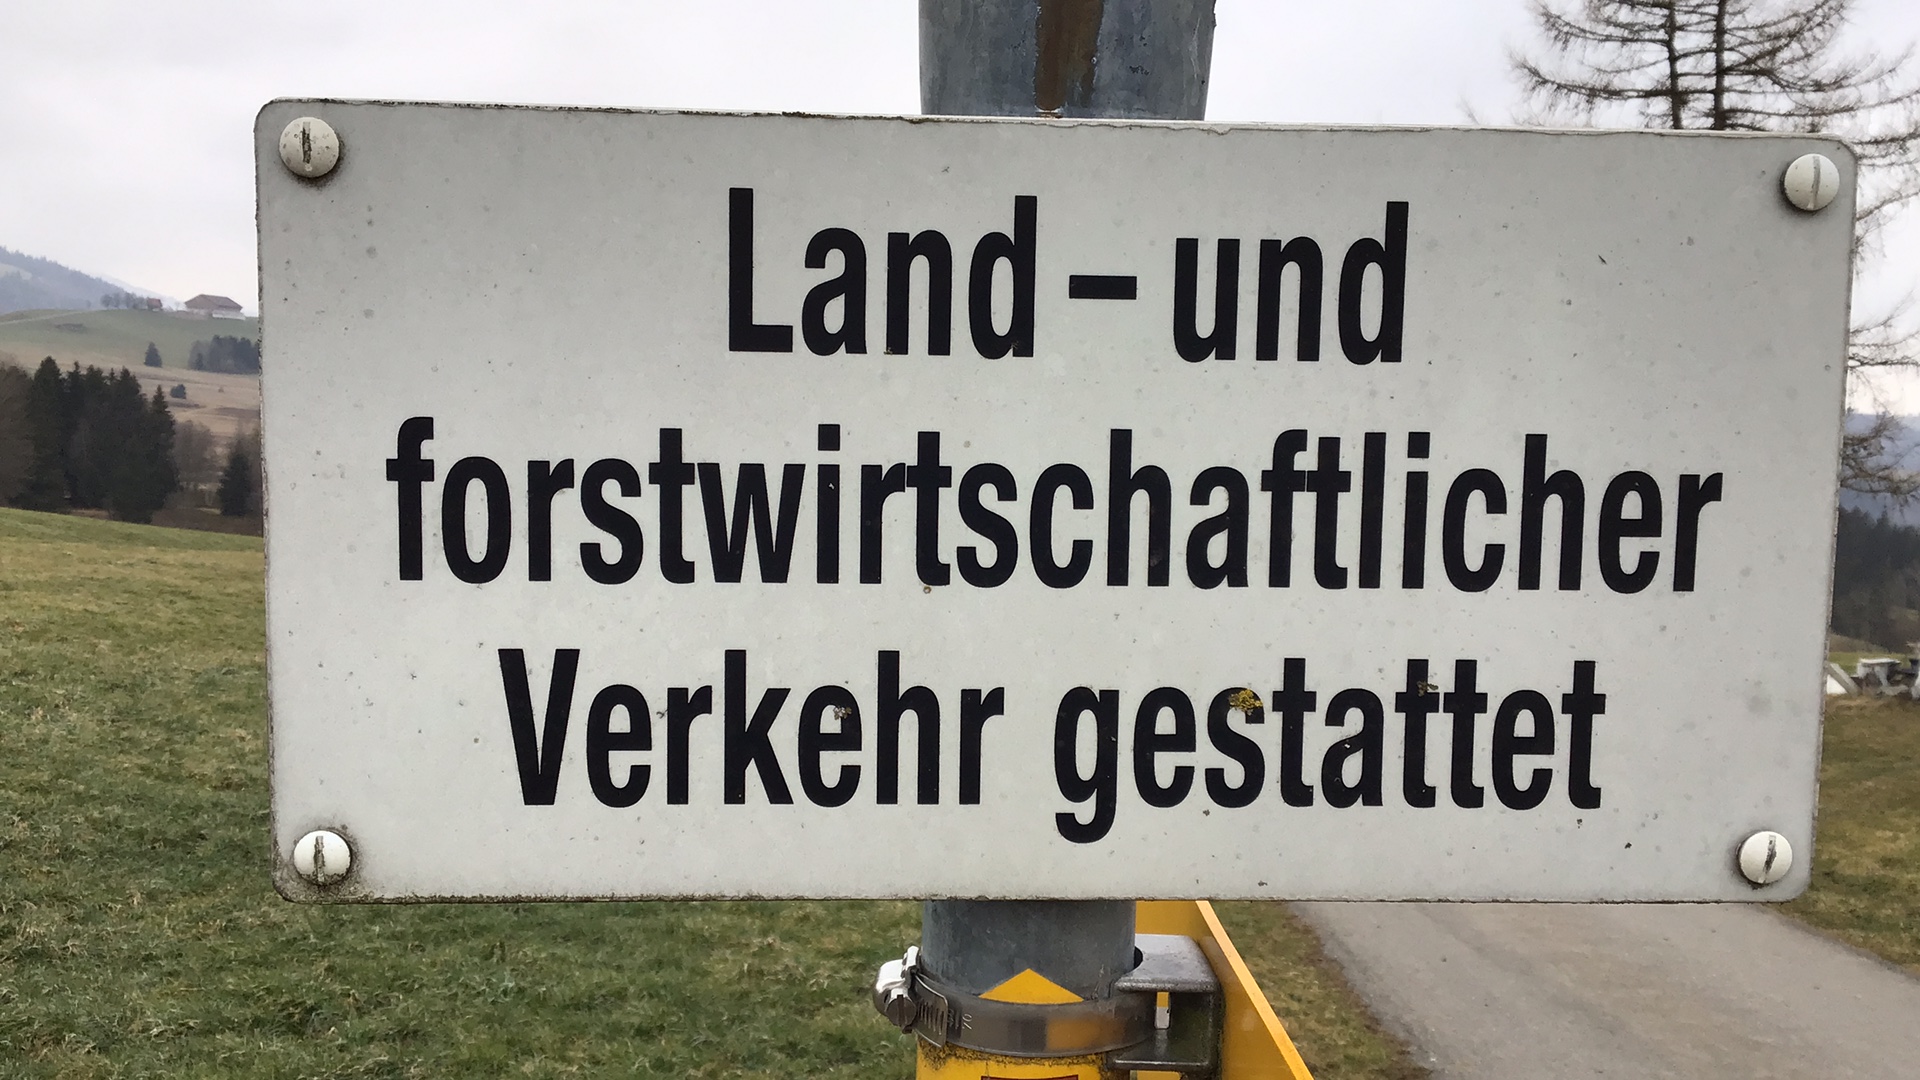 Land - und
forstwirtschaftlicher
Verkehr gestattet